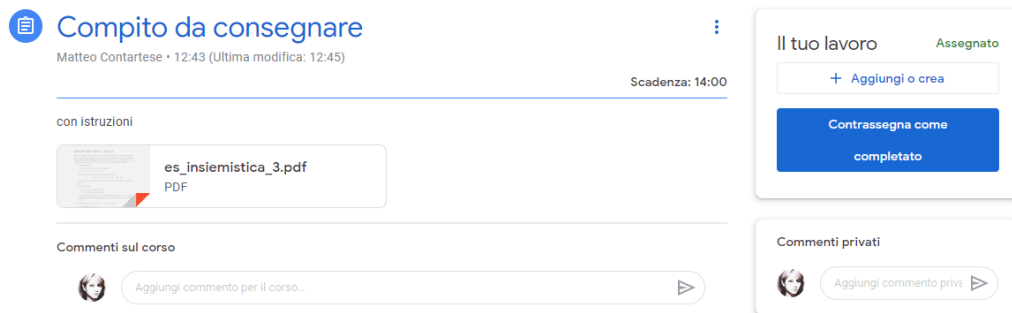 Compito da consegnare
Matteo Contartese • 12:43 (Ultima modifica: 12:45)
Scadenza: 14:00
con istruzioni
es_insiemistica_3.pdf
PDF
Commenti sul corso
Aggiungi commento per il corso...
Il tuo lavoro
Assegnato
+ Aggiungi o crea
Contrassegna come
completato
Commenti privati
Aggiungi commento priva